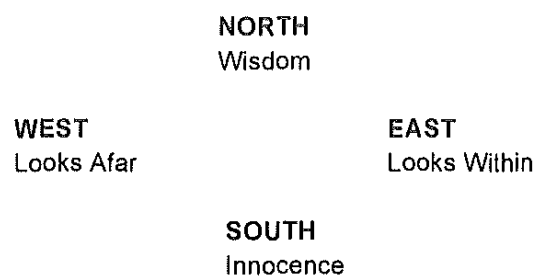 NORTH
Wisdom
WEST
Looks Afar
EAST
Looks Within
SOUTH
Innocence